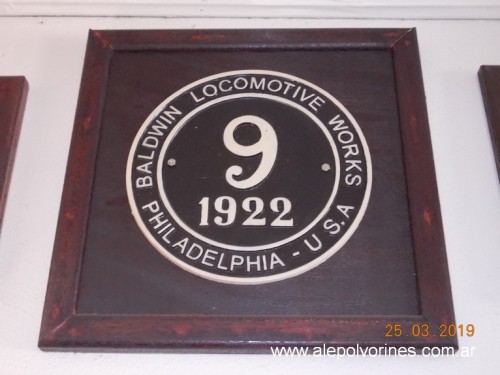 BALDWIN LOCOMOTIVE WORKS
9
1922
PHILADELPHIA - U.S.A
25 03 2019
www.alepolvorines.com.ar